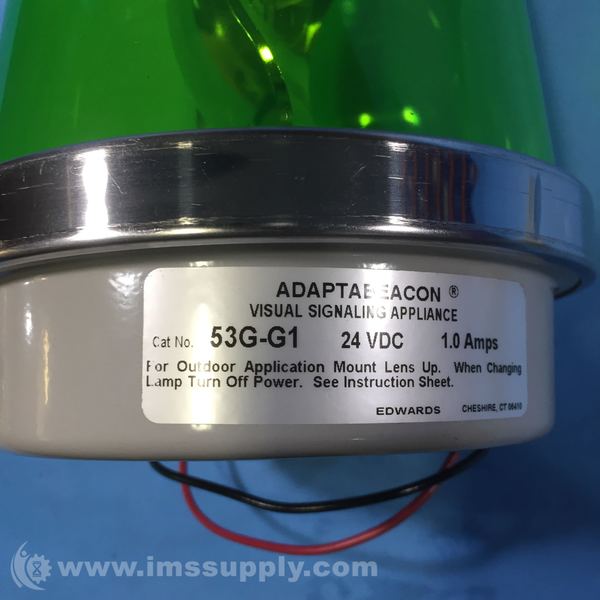 ADAPTABEACON ®
VISUAL SIGNALING APPLIANCE
Cat No. 53G-G1 24 VDC 1.0 Amps
For Outdoor Application Mount Lens Up. When Changing
Lamp Turn Off Power. See Instruction Sheet.
EDWARDS CHESHIRE, CT 06410
www.imssupply.com